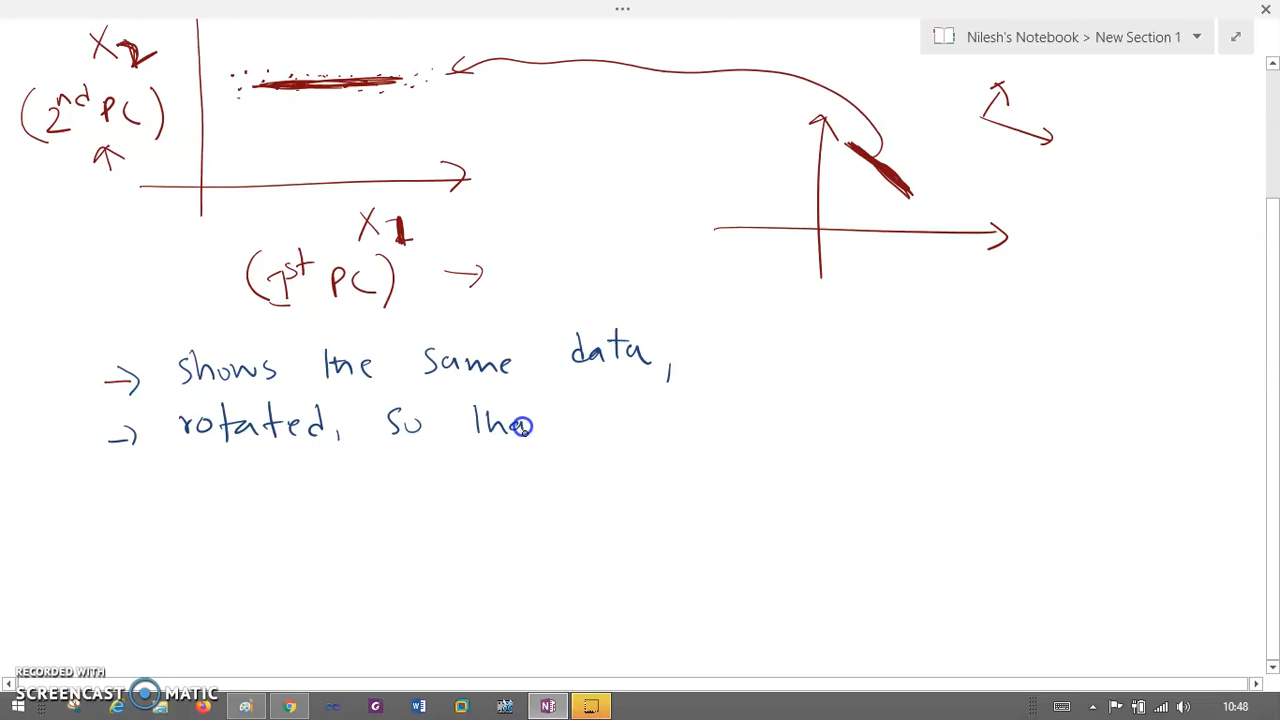 Nilesh's Notebook > New Section 1
X2
(2nd PC)
X1
(1st PC) →
→ shows the same data,
→ rotated, so tha
RECORDED WITH
SCREENCAST MATIC
10:48